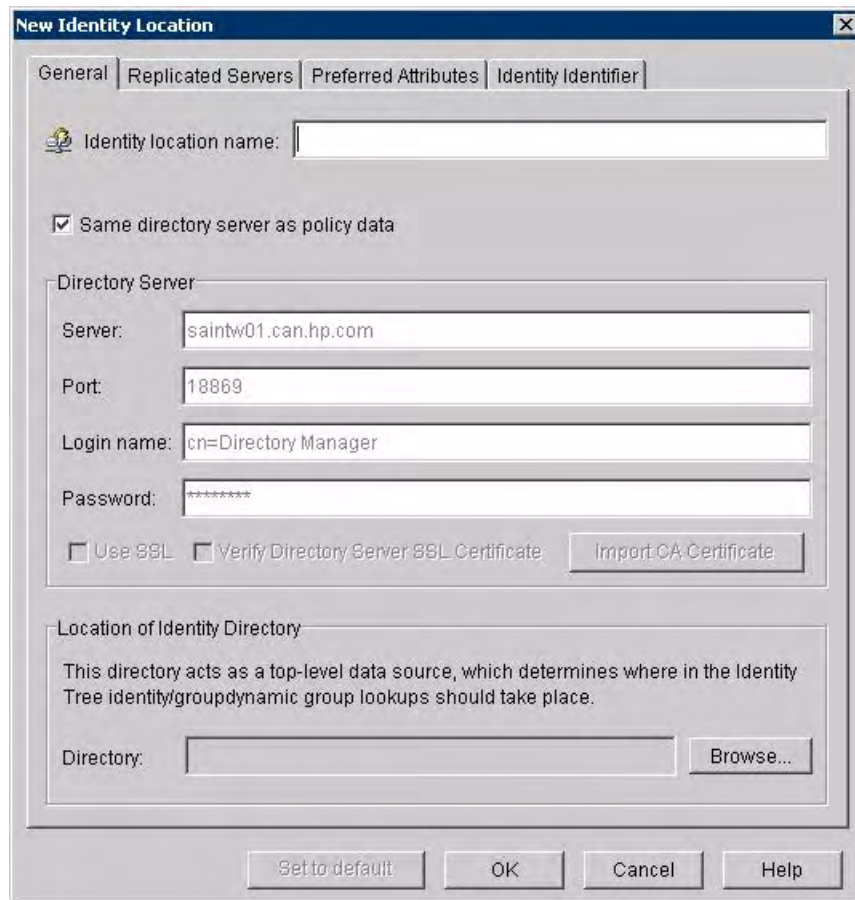 New Identity Location
General Replicated Servers Preferred Attributes Identity Identifier
Identity location name:
Same directory server as policy data
Directory Server
Server: saintw01.can.hp.com
Port: 18869
Login name: cn=Directory Manager
Password: ********
Use SSL Verify Directory Server SSL Certificate Import CA Certificate
Location of Identity Directory
This directory acts as a top-level data source, which determines where in the Identity
Tree identity/groupdynamic group lookups should take place.
Directory: Browse...
Set to default OK Cancel Help